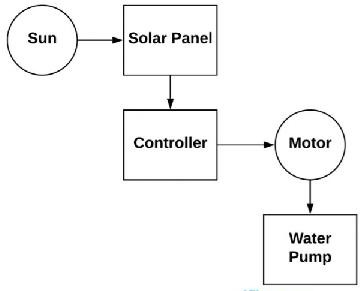 Sun
Solar Panel
Controller
Motor
Water
Pump